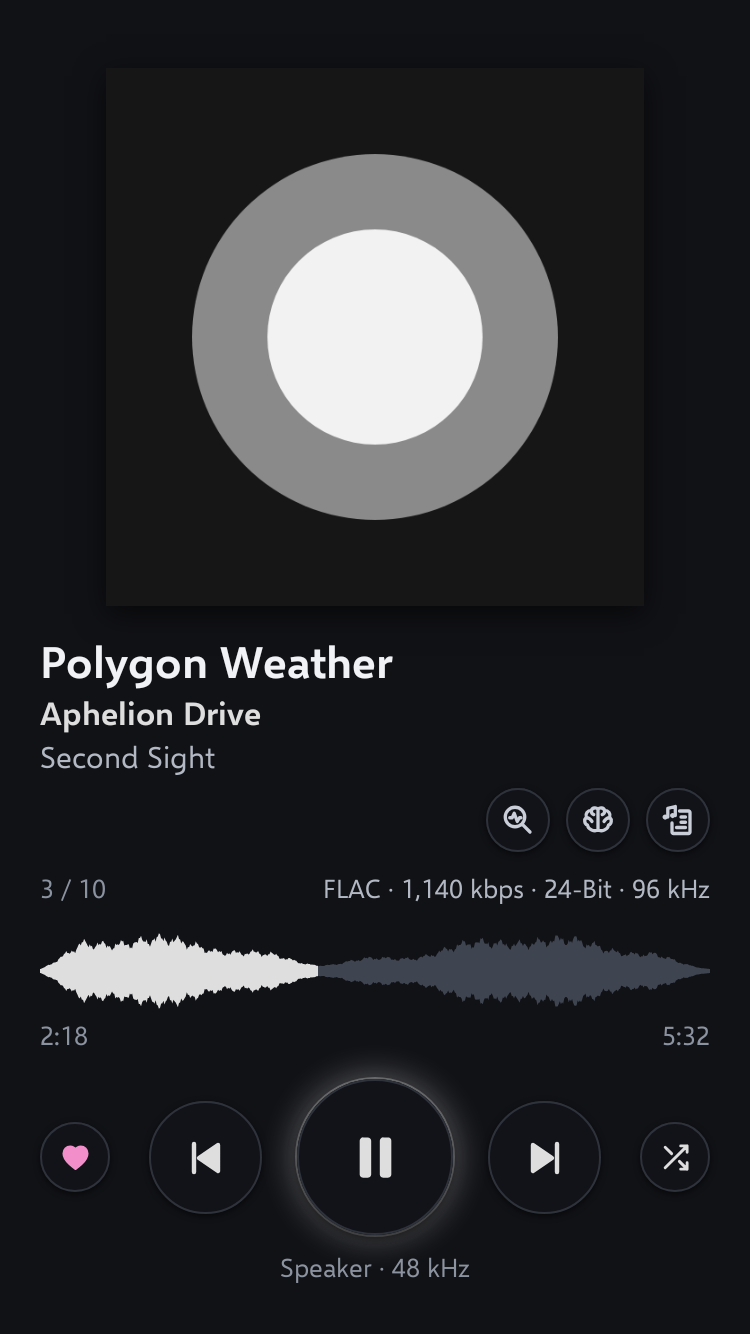 Polygon Weather
Aphelion Drive
Second Sight
3 / 10
FLAC · 1,140 kbps · 24-Bit · 96 kHz
2:18
5:32
Speaker · 48 kHz